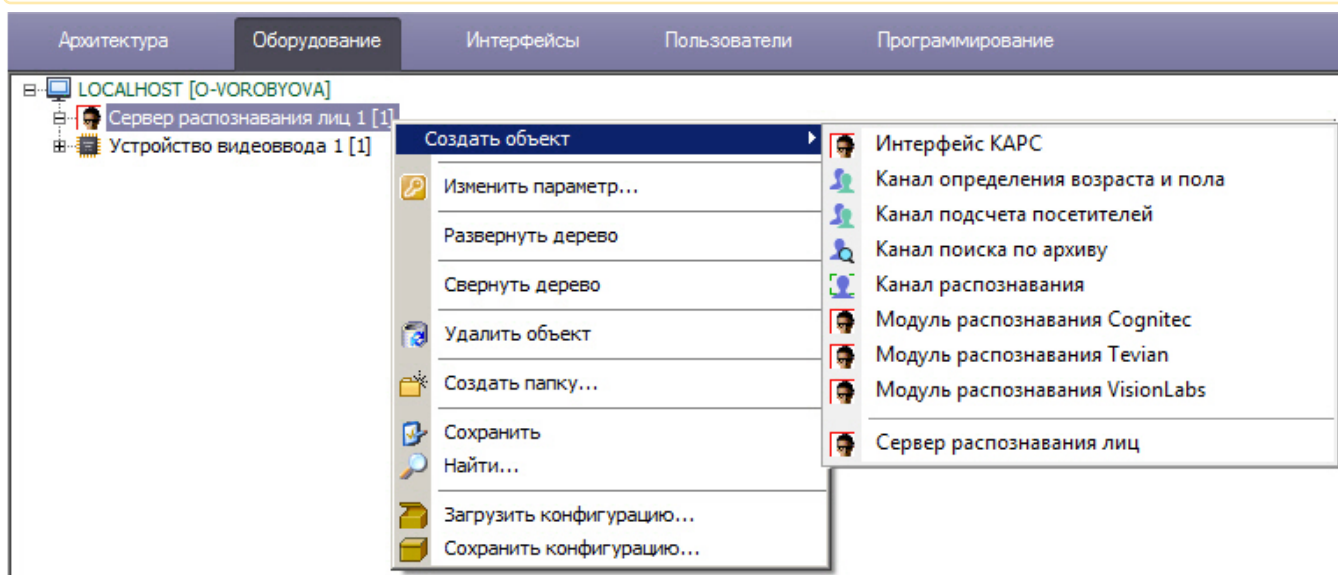 Архитектура Оборудование Интерфейсы Пользователи Программирование
LOCALHOST [O-VOROBYOVA]
Сервер распознавания лиц 1 [1]
Устройство видеоввода 1 [1]
Создать объект
Изменить параметр...
Развернуть дерево
Свернуть дерево
Удалить объект
Создать папку...
Сохранить
Найти...
Загрузить конфигурацию...
Сохранить конфигурацию...
Интерфейс КАРС
Канал определения возраста и пола
Канал подсчета посетителей
Канал поиска по архиву
Канал распознавания
Модуль распознавания Cognitec
Модуль распознавания Tevian
Модуль распознавания VisionLabs
Сервер распознавания лиц